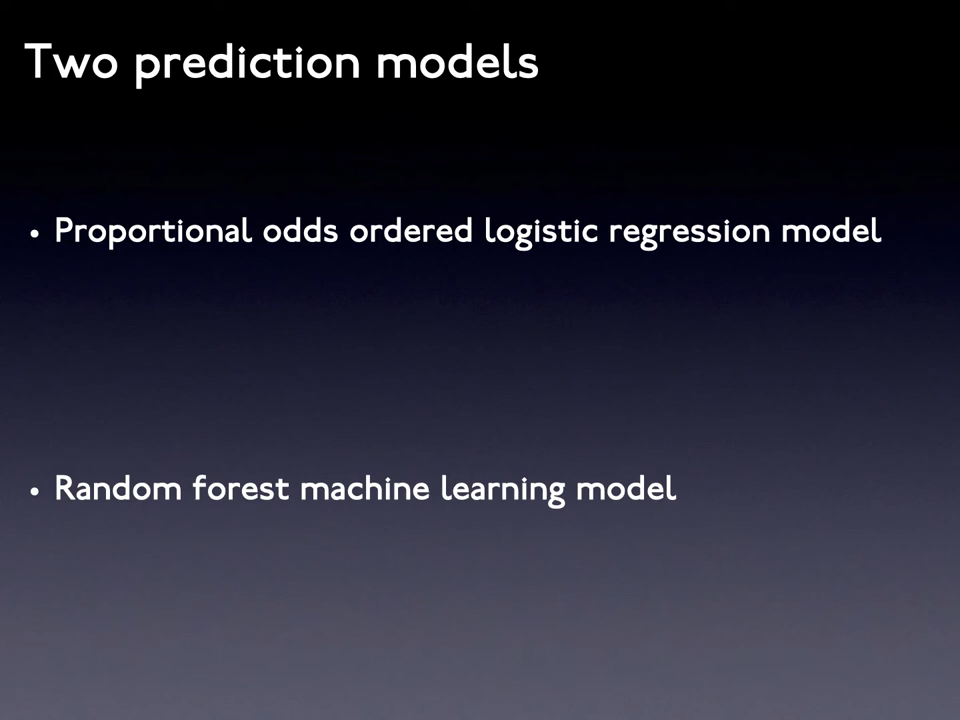 Two prediction models
• Proportional odds ordered logistic regression model
• Random forest machine learning model